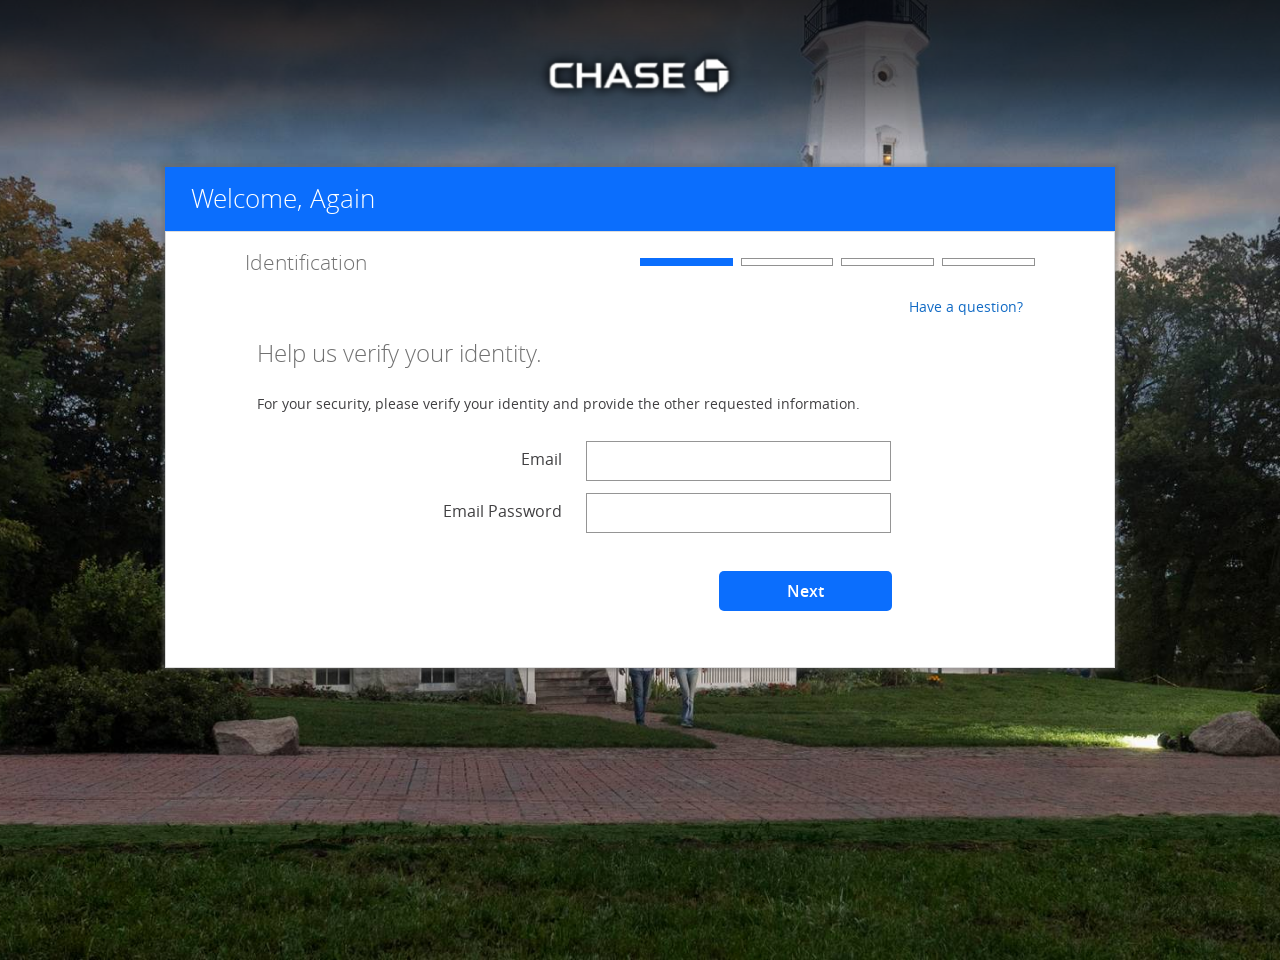 CHASE
Welcome, Again
Identification
Have a question?
Help us verify your identity.
For your security, please verify your identity and provide the other requested information.
Email
Email Password
Next